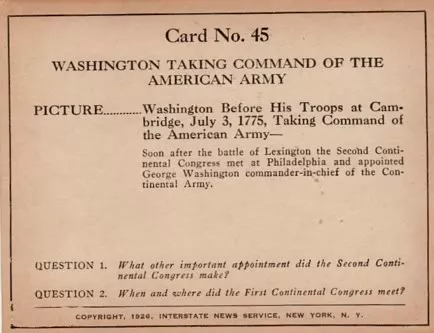 Card No. 45
WASHINGTON TAKING COMMAND OF THE
AMERICAN ARMY
PICTURE............Washington Before His Troops at Cam-
bridge, July 3, 1775, Taking Command of
the American Army—
Soon after the battle of Lexington the Second Conti-
nental Congress met at Philadelphia and appointed
George Washington commander-in-chief of the Con-
tinental Army.
QUESTION 1. What other important appointment did the Second Conti-
nental Congress make?
QUESTION 2. When and where did the First Continental Congress meet?
COPYRIGHT, 1926, INTERSTATE NEWS SERVICE, NEW YORK, N. Y.